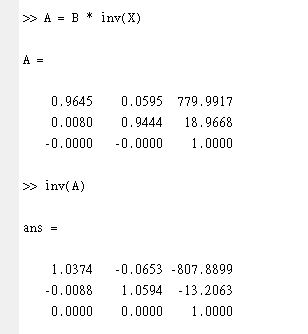 >> A = B * inv(X)
A =
0.9645 0.0595 779.9917
0.0080 0.9444 18.9668
-0.0000 -0.0000 1.0000
>> inv(A)
ans =
1.0374 -0.0653 -807.8899
-0.0088 1.0594 -13.2063
0.0000 0.0000 1.0000